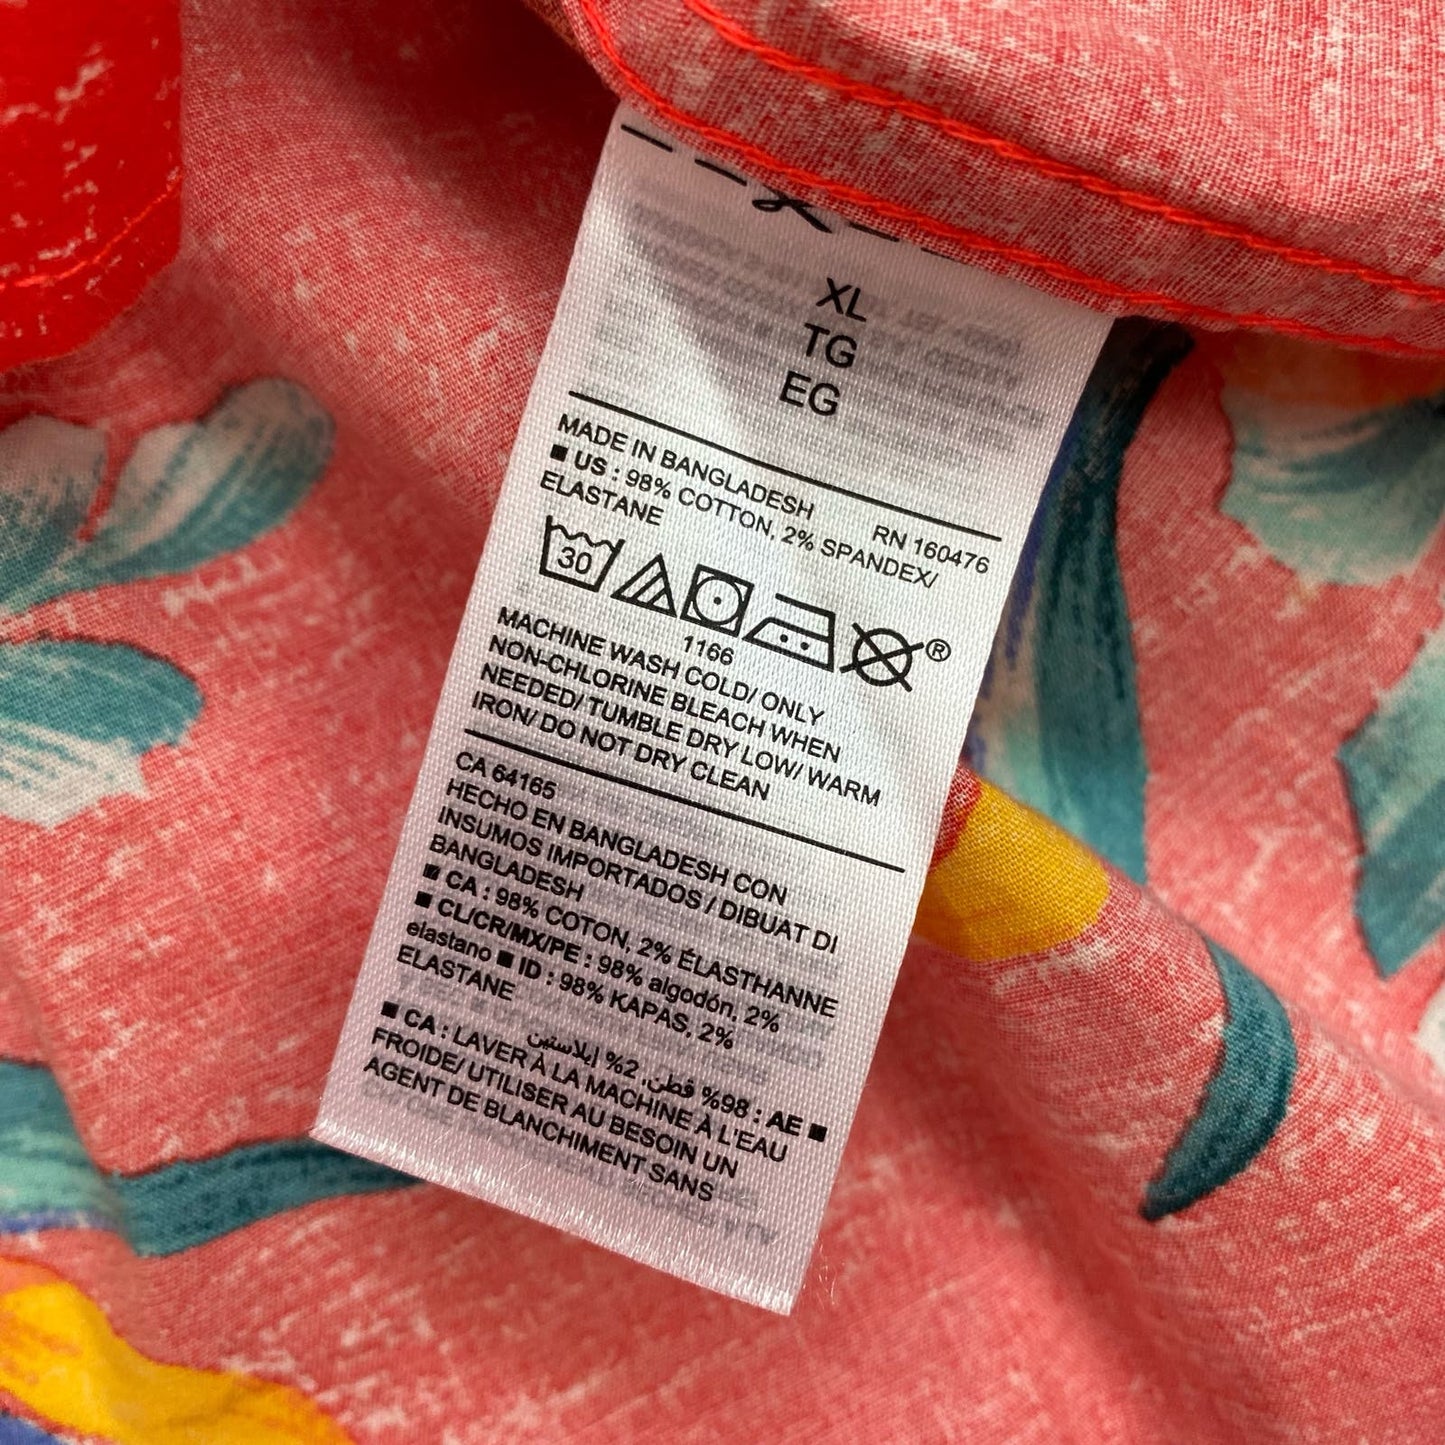 XL
TG
EG
MADE IN BANGLADESH
RN 160476
■ US : 98% COTTON, 2% SPANDEX/
ELASTANE
30
®
1166
MACHINE WASH COLD/ ONLY
NON-CHLORINE BLEACH WHEN
NEEDED/ TUMBLE DRY LOW/ WARM
IRON/ DO NOT DRY CLEAN
CA 64165
HECHO EN BANGLADESH CON
INSUMOS IMPORTADOS / DIBUAT DI
BANGLADESH
■ CA : 98% COTON, 2% ÉLASTHANNE
■ CL/CR/MX/PE : 98% algodón, 2%
elastano ■ ID : 98% KAPAS, 2%
ELASTANE
■ AE : 98% قطن, 2% إيلاستين
■ CA : LAVER À LA MACHINE À L'EAU
FROIDE/ UTILISER AU BESOIN UN
AGENT DE BLANCHIMENT SANS